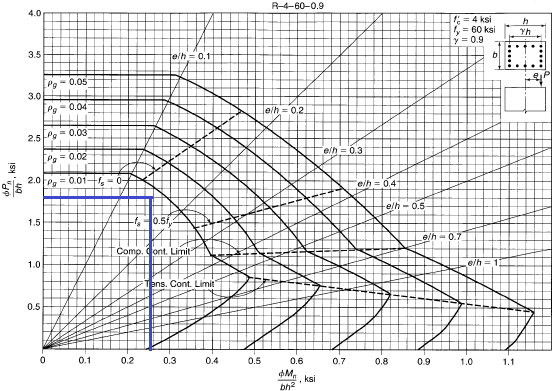 R-4-60-0.9
f′c = 4 ksi
fy = 60 ksi
γ = 0.9
h
γh
b
e
P
4.0
3.5
3.0
2.5
2.0
1.5
1.0
0.5
ϕPn
bh
, ksi
e/h = 0.1
e/h = 0.2
e/h = 0.3
e/h = 0.4
e/h = 0.5
e/h = 0.7
e/h = 1
ρg = 0.05
ρg = 0.04
ρg = 0.03
ρg = 0.02
ρg = 0.01
fs = 0
fs = 0.5fy
Comp. Cont. Limit
Tens. Cont. Limit
0 0.1 0.2 0.3 0.4 0.5 0.6 0.7 0.8 0.9 1.0 1.1
ϕMn
bh²
, ksi